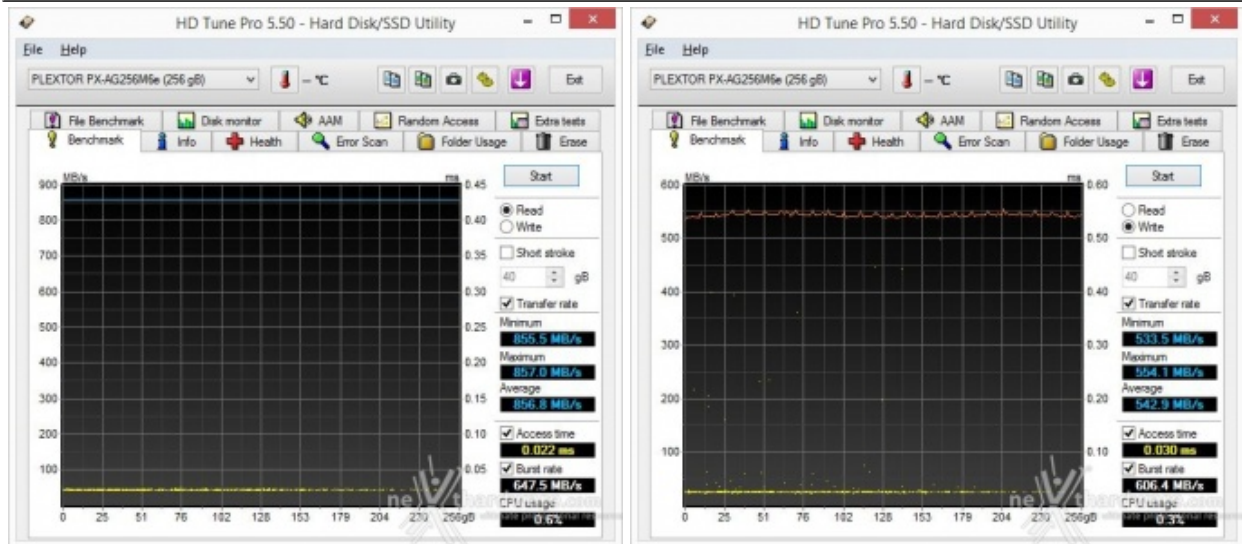 HD Tune Pro 5.50 - Hard Disk/SSD Utility
File Help
PLEXTOR PX-AG256M6e (256 gB) – °C Exit
File Benchmark Disk monitor AAM Random Access Extra tests
Benchmark Info Health Error Scan Folder Usage Erase
MB/s ms
900 800 700 600 500 400 300 200 100
0.45 0.40 0.35 0.30 0.25 0.20 0.15 0.10 0.05
0 25 51 76 102 128 153 179 204 230 256gB
Start
Read
Write
Short stroke
40 gB
Transfer rate
Minimum
855.5 MB/s
Maximum
857.0 MB/s
Average
856.8 MB/s
Access time
0.022 ms
Burst rate
647.5 MB/s
CPU usage
0.6%
HD Tune Pro 5.50 - Hard Disk/SSD Utility
File Help
PLEXTOR PX-AG256M6e (256 gB) – °C Exit
File Benchmark Disk monitor AAM Random Access Extra tests
Benchmark Info Health Error Scan Folder Usage Erase
MB/s ms
600 500 400 300 200 100
0.60 0.50 0.40 0.30 0.20 0.10
0 25 51 76 102 128 153 179 204 230 256gB
Start
Read
Write
Short stroke
40 gB
Transfer rate
Minimum
533.5 MB/s
Maximum
554.1 MB/s
Average
542.9 MB/s
Access time
0.030 ms
Burst rate
606.4 MB/s
CPU usage
0.3%